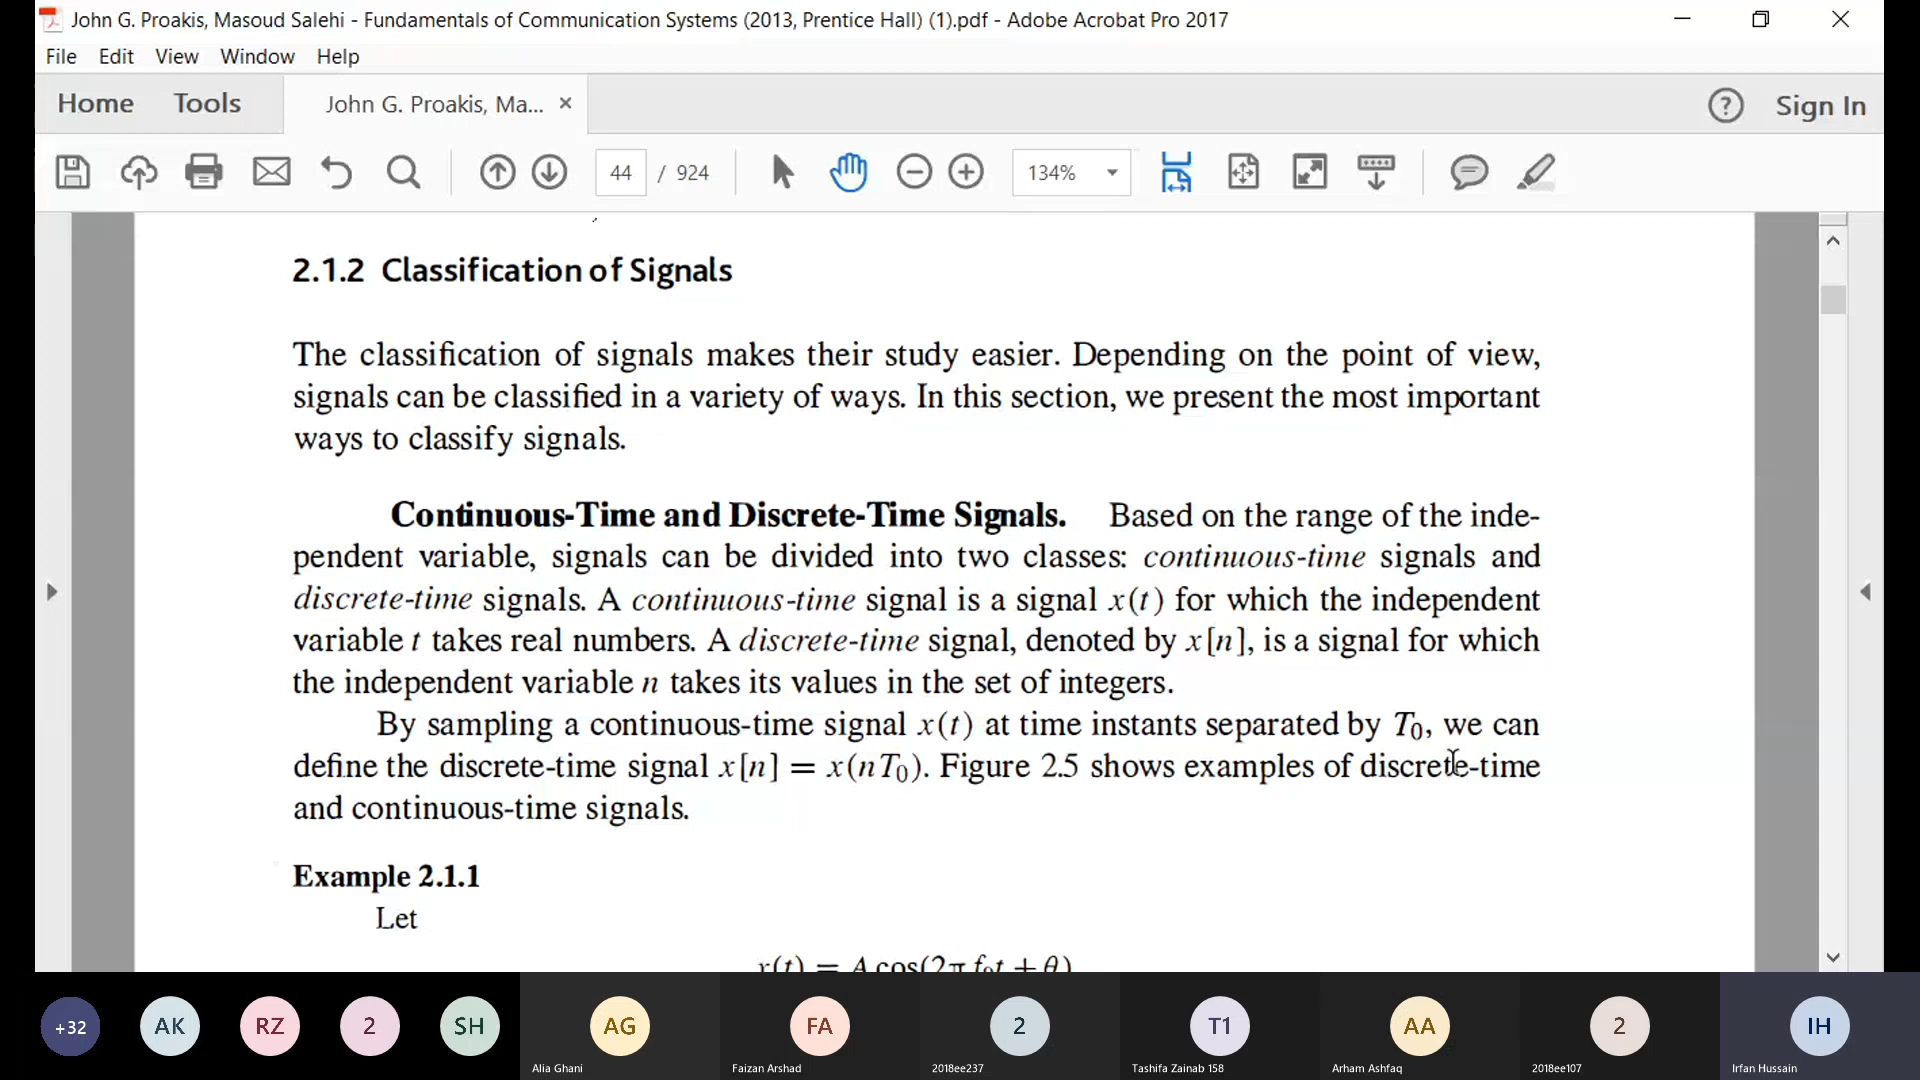 John G. Proakis, Masoud Salehi - Fundamentals of Communication Systems (2013, Prentice Hall) (1).pdf - Adobe Acrobat Pro 2017
File Edit View Window Help
Home Tools John G. Proakis, Ma... × ? Sign In
44 / 924 134%
2.1.2 Classification of Signals
The classification of signals makes their study easier. Depending on the point of view,
signals can be classified in a variety of ways. In this section, we present the most important
ways to classify signals.
Continuous-Time and Discrete-Time Signals. Based on the range of the inde-
pendent variable, signals can be divided into two classes: continuous-time signals and
discrete-time signals. A continuous-time signal is a signal x(t) for which the independent
variable t takes real numbers. A discrete-time signal, denoted by x[n], is a signal for which
the independent variable n takes its values in the set of integers.
By sampling a continuous-time signal x(t) at time instants separated by T₀, we can
define the discrete-time signal x[n] = x(nT₀). Figure 2.5 shows examples of discrete-time
and continuous-time signals.
Example 2.1.1
Let
x(t) = A cos(2π f₀t + θ)
+32 AK RZ 2 SH AG FA 2 T1 AA 2 IH
Alia Ghani Faizan Arshad 2018ee237 Tashifa Zainab 158 Arham Ashfaq 2018ee107 Irfan Hussain